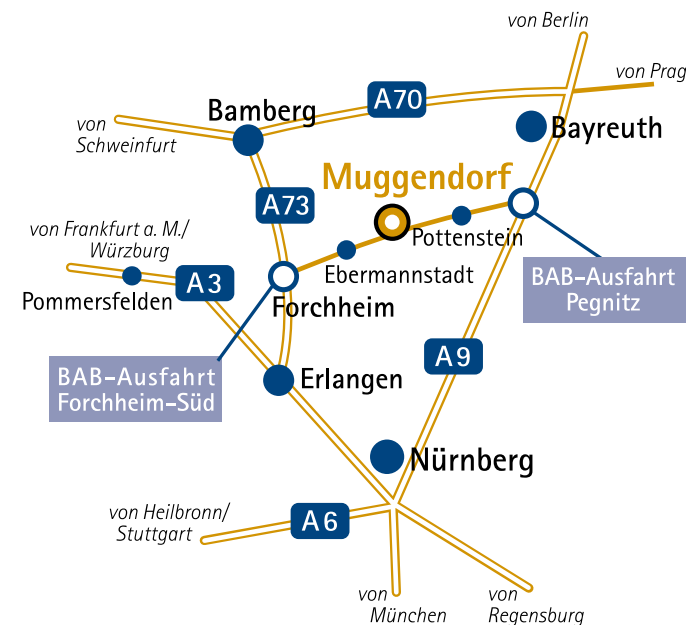 von Berlin
von Prag
A70
Bamberg
von
Schweinfurt
Bayreuth
Muggendorf
A73
von Frankfurt a. M./
Würzburg
Pottenstein
Ebermannstadt
BAB-Ausfahrt
Pegnitz
A3
Pommersfelden
Forchheim
A9
BAB-Ausfahrt
Forchheim-Süd
Erlangen
Nürnberg
von Heilbronn/
Stuttgart
A6
von
München
von
Regensburg